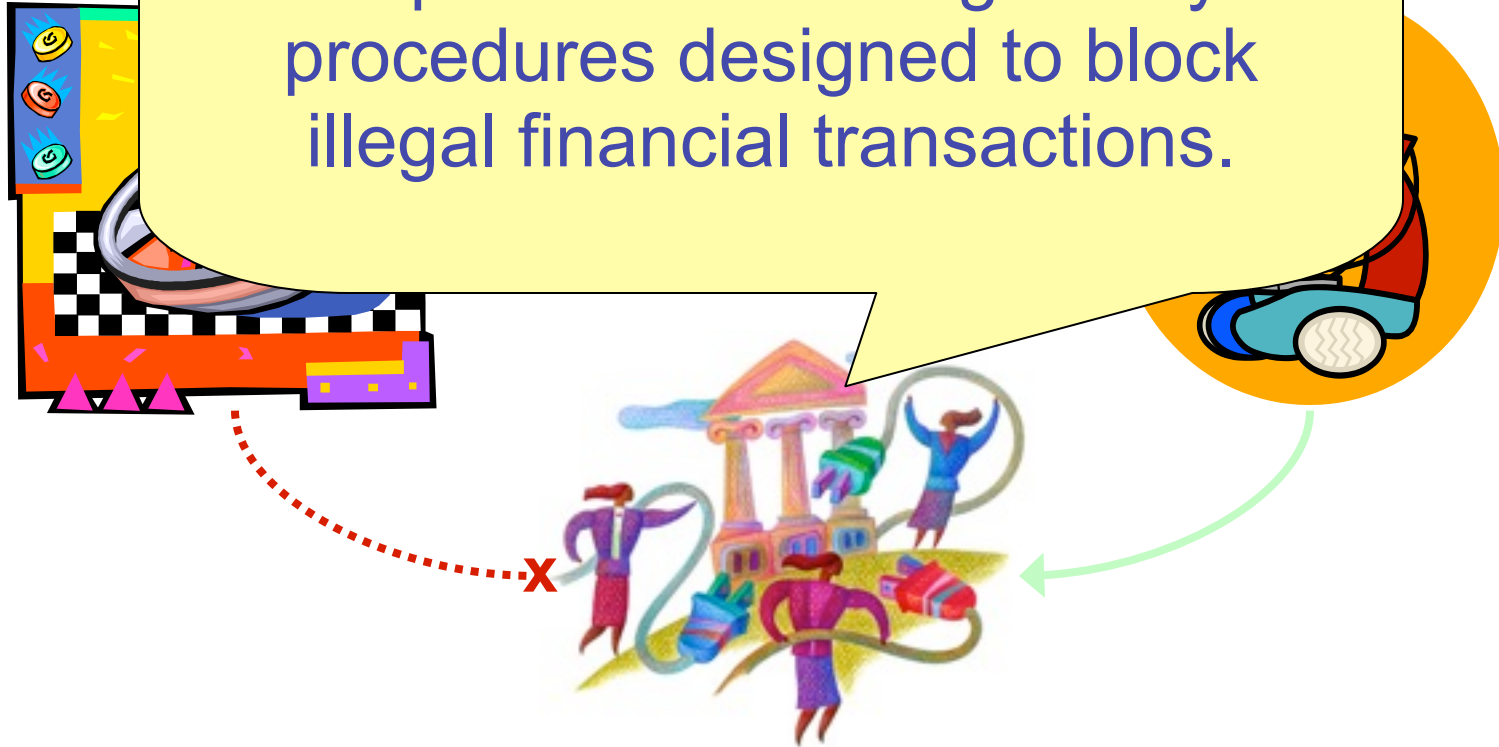 procedures designed to block
illegal financial transactions.
x